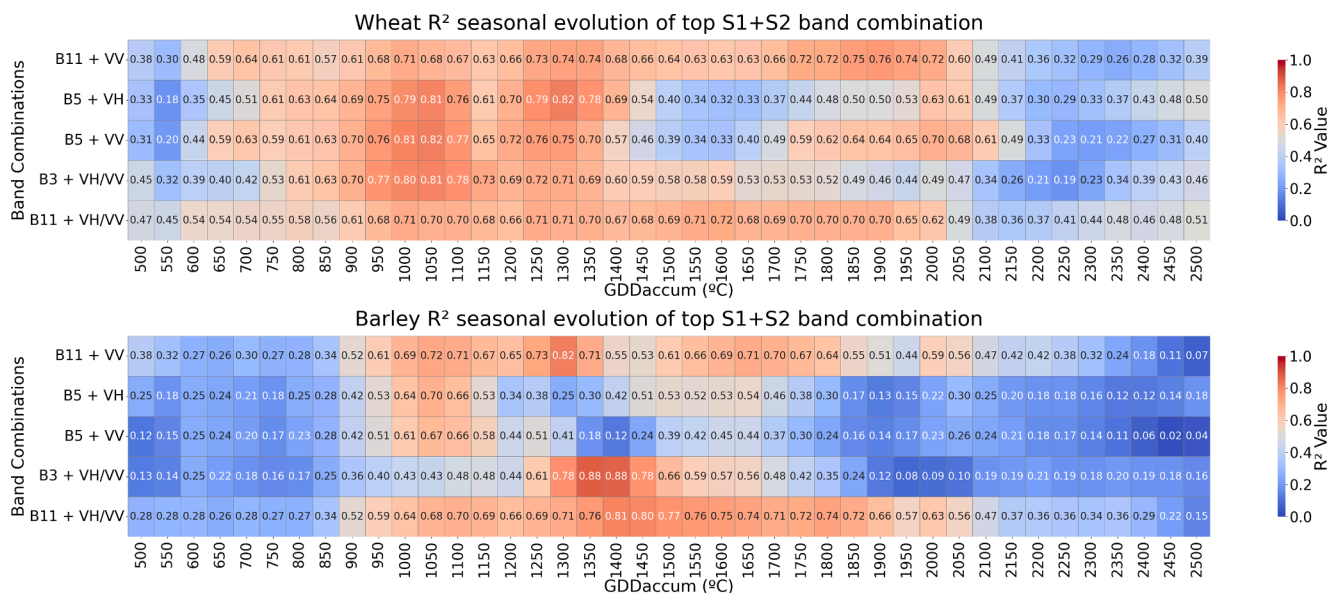 Wheat R² seasonal evolution of top S1+S2 band combination
B11 + VV 0.38 0.30 0.48 0.69 0.64 0.61 0.61 0.57 0.61 0.68 0.71 0.68 0.67 0.63 0.66 0.73 0.74 0.74 0.68 0.66 0.64 0.63 0.63 0.63 0.66 0.72 0.72 0.75 0.76 0.74 0.72 0.60 0.49 0.41 0.36 0.32 0.29 0.26 0.28 0.32 0.39
B5 + VH 0.33 0.18 0.35 0.45 0.51 0.61 0.63 0.64 0.69 0.75 0.79 0.81 0.76 0.61 0.70 0.79 0.82 0.78 0.69 0.54 0.40 0.34 0.32 0.33 0.37 0.44 0.48 0.50 0.50 0.53 0.63 0.61 0.49 0.37 0.30 0.29 0.33 0.37 0.43 0.48 0.50
B5 + VV 0.31 0.20 0.44 0.59 0.63 0.59 0.61 0.63 0.69 0.76 0.81 0.82 0.77 0.65 0.72 0.76 0.75 0.70 0.57 0.46 0.39 0.34 0.33 0.40 0.49 0.59 0.62 0.64 0.64 0.66 0.70 0.68 0.61 0.49 0.33 0.23 0.21 0.22 0.27 0.31 0.40
B3 + VH/VV 0.45 0.32 0.39 0.40 0.42 0.53 0.61 0.63 0.70 0.77 0.80 0.81 0.78 0.73 0.69 0.72 0.71 0.69 0.60 0.58 0.58 0.58 0.59 0.53 0.53 0.53 0.52 0.49 0.46 0.44 0.49 0.47 0.34 0.26 0.21 0.19 0.23 0.34 0.40 0.43 0.46
B11 + VH/VV 0.47 0.45 0.54 0.54 0.54 0.55 0.58 0.56 0.61 0.68 0.71 0.70 0.70 0.68 0.66 0.71 0.71 0.70 0.70 0.68 0.69 0.71 0.72 0.68 0.69 0.70 0.70 0.70 0.70 0.65 0.62 0.49 0.38 0.36 0.37 0.41 0.44 0.48 0.46 0.48 0.51
Band Combinations
500 550 600 650 700 750 800 850 900 950 1000 1050 1100 1150 1200 1250 1300 1350 1400 1450 1500 1550 1600 1650 1700 1750 1800 1850 1900 1950 2000 2050 2100 2150 2200 2250 2300 2350 2400 2450 2500
GDDaccum (ºC)
1.0
0.8
0.6
0.4
0.2
0.0
R² Value
Barley R² seasonal evolution of top S1+S2 band combination
B11 + VV 0.38 0.32 0.27 0.26 0.30 0.27 0.28 0.34 0.52 0.61 0.69 0.72 0.71 0.67 0.65 0.73 0.82 0.71 0.55 0.53 0.61 0.66 0.69 0.71 0.70 0.67 0.64 0.55 0.51 0.44 0.59 0.56 0.47 0.42 0.42 0.38 0.32 0.24 0.18 0.11 0.07
B5 + VH 0.25 0.18 0.25 0.24 0.21 0.18 0.25 0.28 0.42 0.53 0.64 0.70 0.66 0.53 0.34 0.38 0.25 0.30 0.42 0.51 0.53 0.52 0.53 0.54 0.46 0.38 0.30 0.17 0.13 0.15 0.22 0.30 0.25 0.24 0.18 0.17 0.16 0.12 0.12 0.14 0.18
B5 + VV 0.12 0.15 0.25 0.24 0.20 0.17 0.23 0.28 0.42 0.51 0.61 0.67 0.66 0.58 0.44 0.51 0.41 0.18 0.12 0.24 0.39 0.42 0.45 0.44 0.37 0.30 0.24 0.16 0.14 0.17 0.23 0.26 0.24 0.21 0.18 0.17 0.14 0.11 0.06 0.02 0.04
B3 + VH/VV 0.13 0.14 0.25 0.22 0.18 0.16 0.17 0.25 0.36 0.40 0.43 0.43 0.48 0.48 0.44 0.61 0.78 0.88 0.88 0.78 0.66 0.59 0.57 0.56 0.48 0.42 0.35 0.24 0.12 0.08 0.09 0.10 0.19 0.19 0.21 0.19 0.18 0.20 0.18 0.18 0.16
B11 + VH/VV 0.28 0.28 0.28 0.26 0.28 0.27 0.27 0.34 0.52 0.59 0.64 0.68 0.70 0.70 0.69 0.69 0.71 0.76 0.81 0.80 0.77 0.76 0.75 0.74 0.71 0.72 0.74 0.72 0.66 0.57 0.63 0.56 0.47 0.37 0.36 0.36 0.34 0.36 0.29 0.22 0.15
Band Combinations
500 550 600 650 700 750 800 850 900 950 1000 1050 1100 1150 1200 1250 1300 1350 1400 1450 1500 1550 1600 1650 1700 1750 1800 1850 1900 1950 2000 2050 2100 2150 2200 2250 2300 2350 2400 2450 2500
GDDaccum (ºC)
1.0
0.8
0.6
0.4
0.2
0.0
R² Value